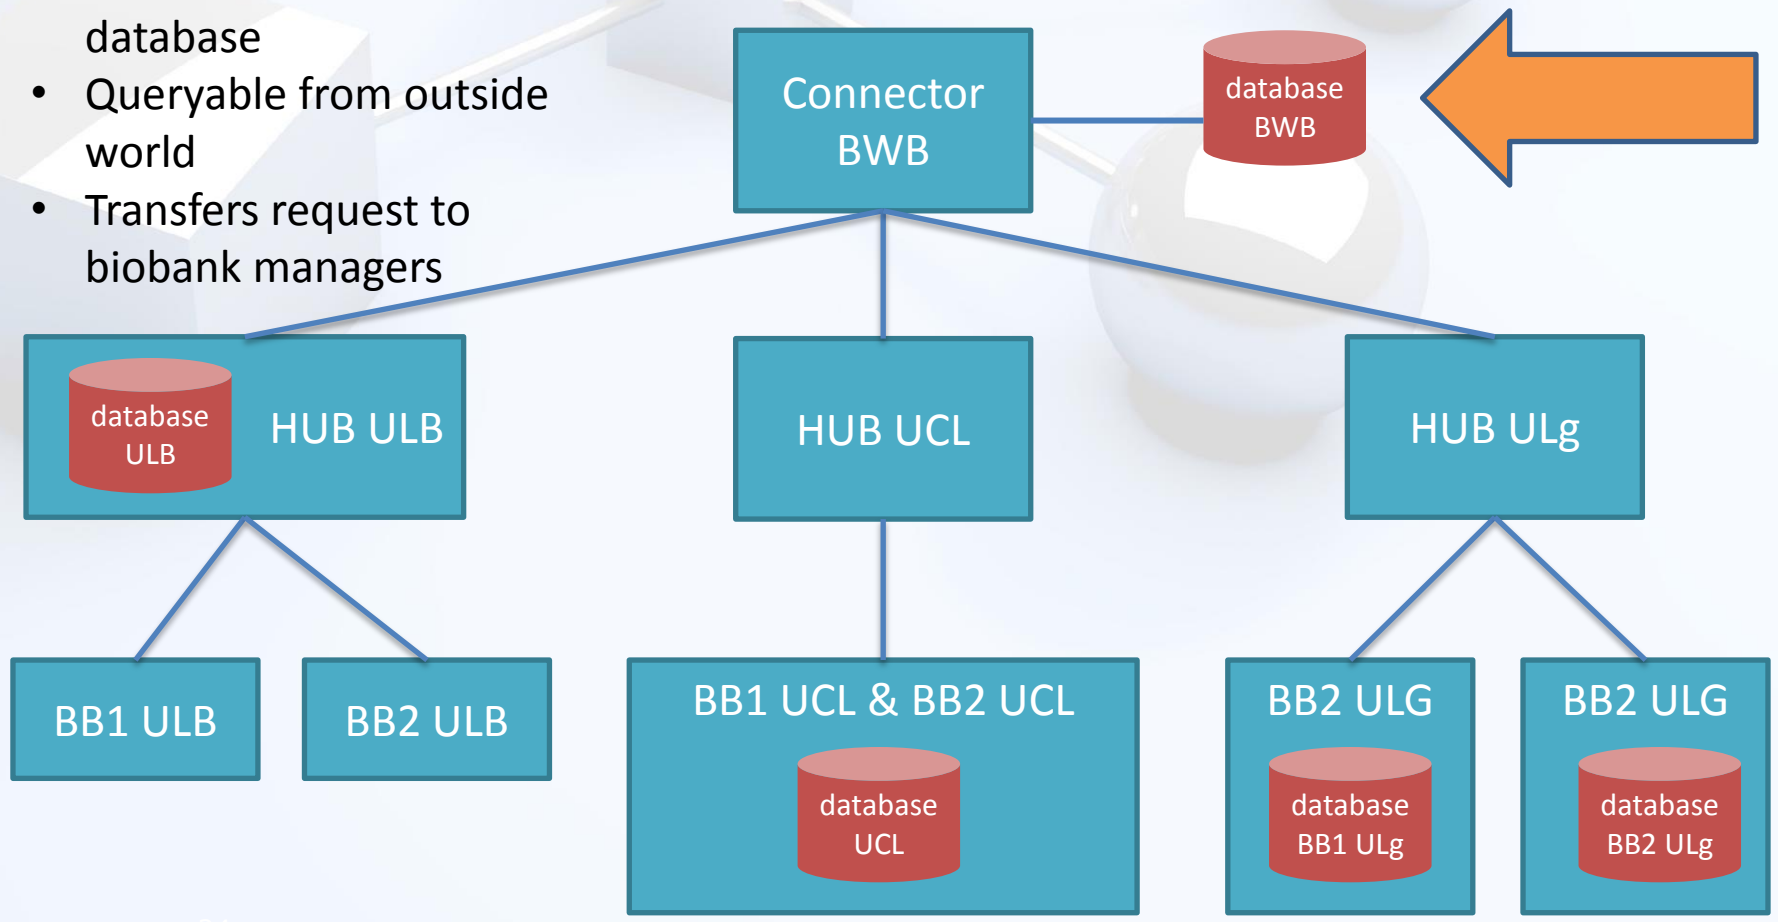 database
• Queryable from outside
world
• Transfers request to
biobank managers
Connector
BWB
database
BWB
database
ULB
HUB ULB
HUB UCL
HUB ULg
BB1 ULB
BB2 ULB
BB1 UCL & BB2 UCL
database
UCL
BB2 ULG
database
BB1 ULg
BB2 ULG
database
BB2 ULg